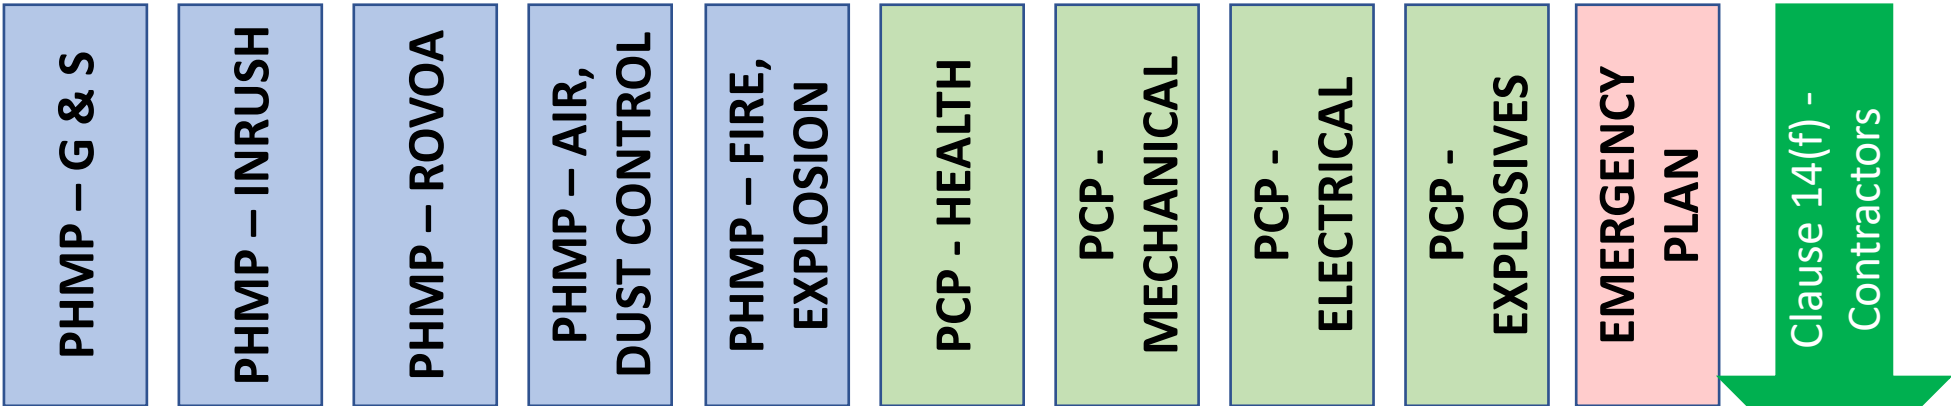 PHMP – G & S
PHMP – INRUSH
PHMP – ROVOA
PHMP – AIR,
DUST CONTROL
PHMP – FIRE,
EXPLOSION
PCP - HEALTH
PCP -
MECHANICAL
PCP -
ELECTRICAL
PCP -
EXPLOSIVES
EMERGENCY
PLAN
Clause 14(f) -
Contractors